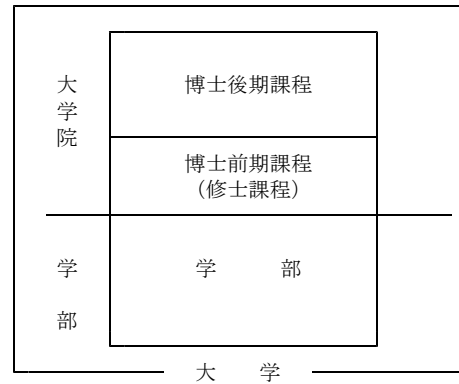 大学院
博士後期課程
博士前期課程
（修士課程）
学部
学部
大学